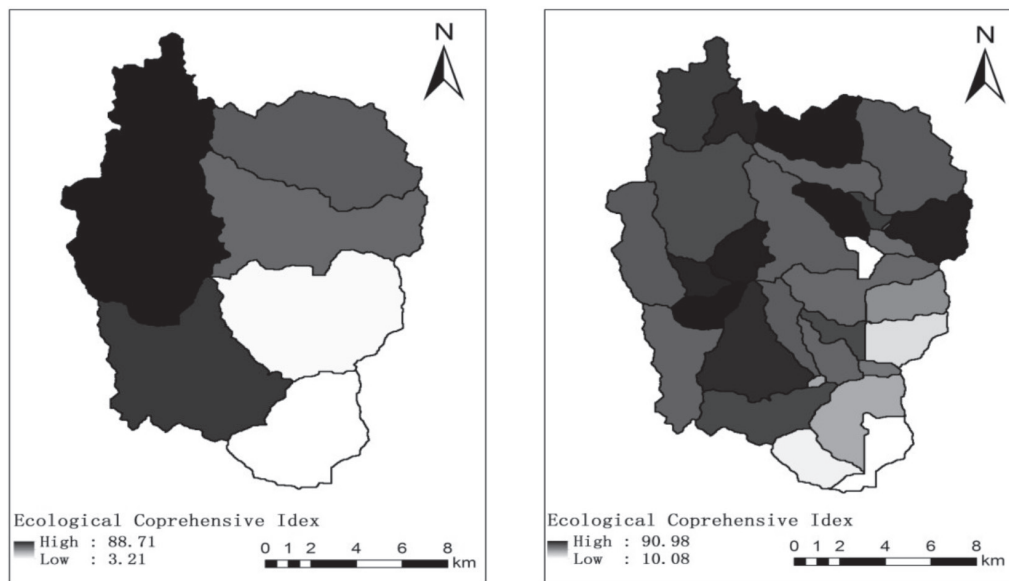 N
Ecological Coprehensive Idex
High : 88.71
Low : 3.21
0 1 2 4 6 8
km
N
Ecological Coprehensive Idex
High : 90.98
Low : 10.08
0 1 2 4 6 8
km